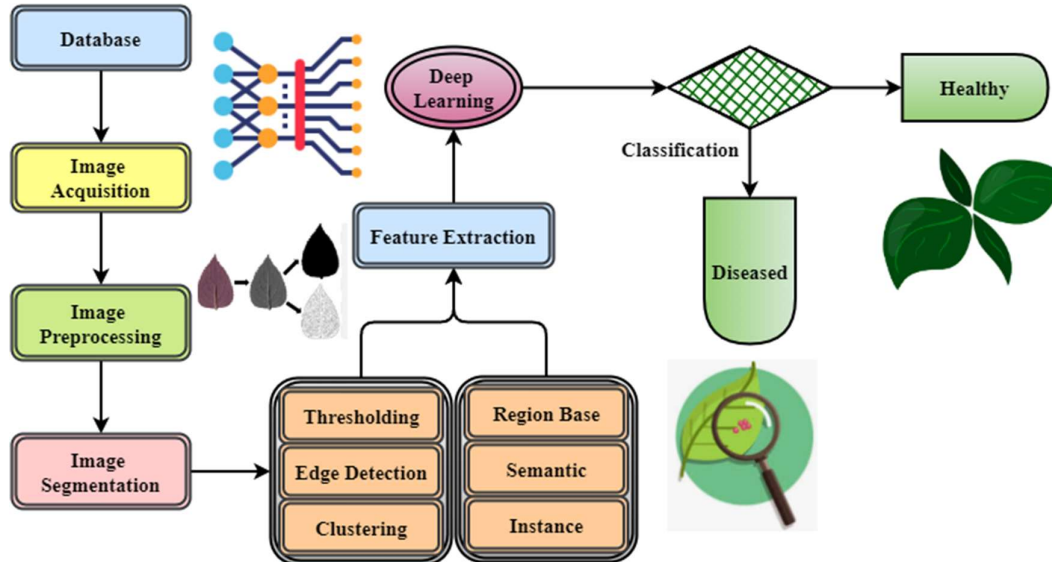 Database
Image
Acquisition
Image
Preprocessing
Image
Segmentation
Thresholding
Edge Detection
Clustering
Region Base
Semantic
Instance
Feature Extraction
Deep
Learning
Classification
Healthy
Diseased